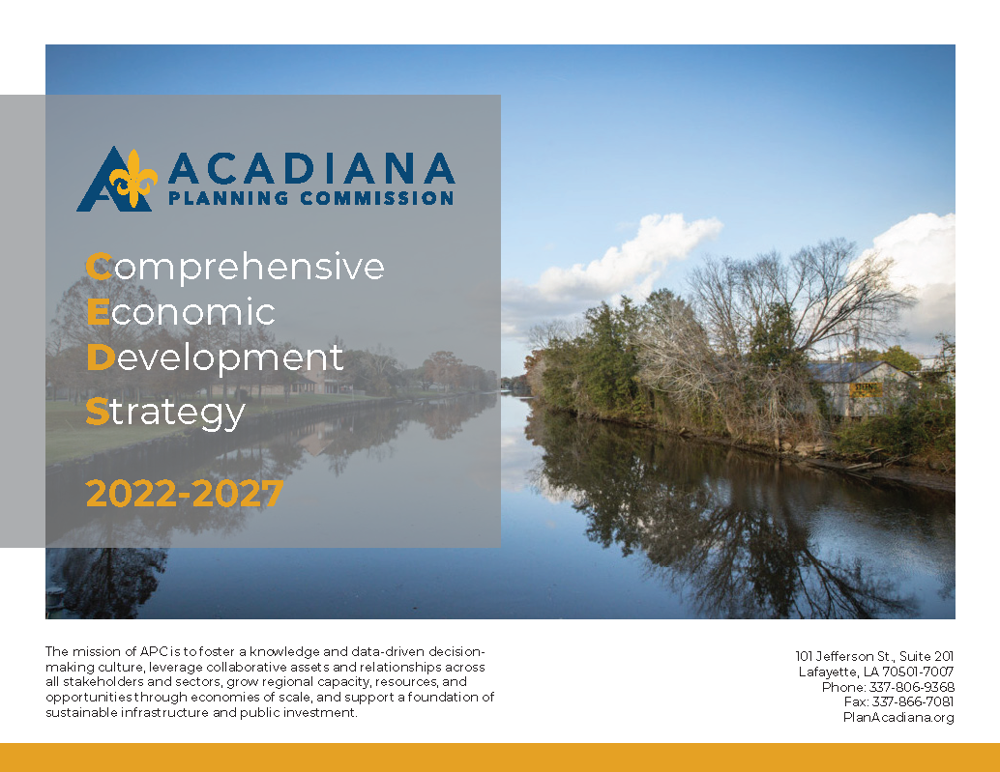 ACADIANA
PLANNING COMMISSION
Comprehensive
Economic
Development
Strategy
2022-2027
STEEN
The mission of APC is to foster a knowledge and data-driven decision-
making culture, leverage collaborative assets and relationships across
all stakeholders and sectors, grow regional capacity, resources, and
opportunities through economies of scale, and support a foundation of
sustainable infrastructure and public investment.
101 Jefferson St., Suite 201
Lafayette, LA 70501-7007
Phone: 337-806-9368
Fax: 337-866-7081
PlanAcadiana.org